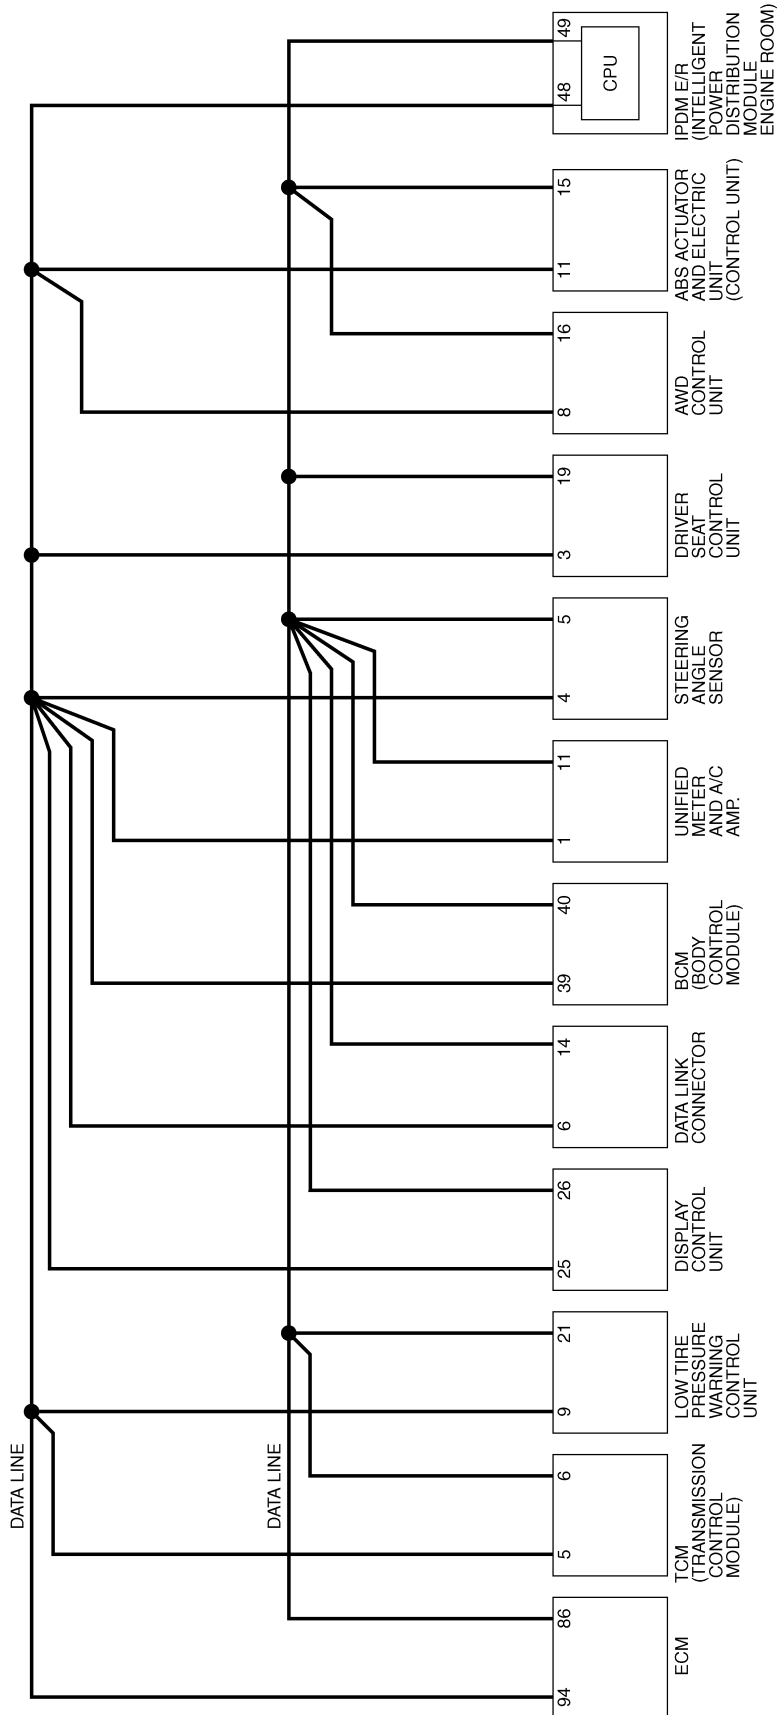 DATA LINE
DATA LINE
94
86
ECM
5
6
TCM
(TRANSMISSION
CONTROL
MODULE)
9
21
LOW TIRE
PRESSURE
WARNING
CONTROL
UNIT
25
26
DISPLAY
CONTROL
UNIT
6
14
DATA LINK
CONNECTOR
39
40
BCM
(BODY
CONTROL
MODULE)
1
11
UNIFIED
METER
AND A/C
AMP.
4
5
STEERING
ANGLE
SENSOR
3
19
DRIVER
SEAT
CONTROL
UNIT
8
16
AWD
CONTROL
UNIT
11
15
ABS ACTUATOR
AND ELECTRIC
UNIT
(CONTROL UNIT)
48
49
CPU
IPDM E/R
(INTELLIGENT
POWER
DISTRIBUTION
MODULE
ENGINE ROOM)